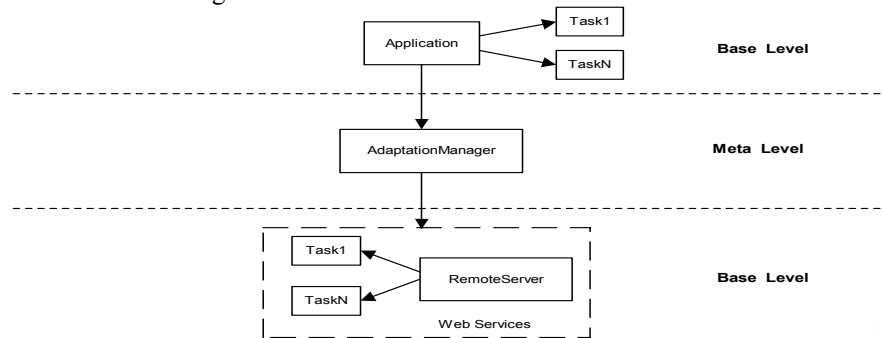 Task1
Application
Base Level
TaskN
AdaptationManager
Meta Level
Task1
RemoteServer
Base Level
TaskN
Web Services